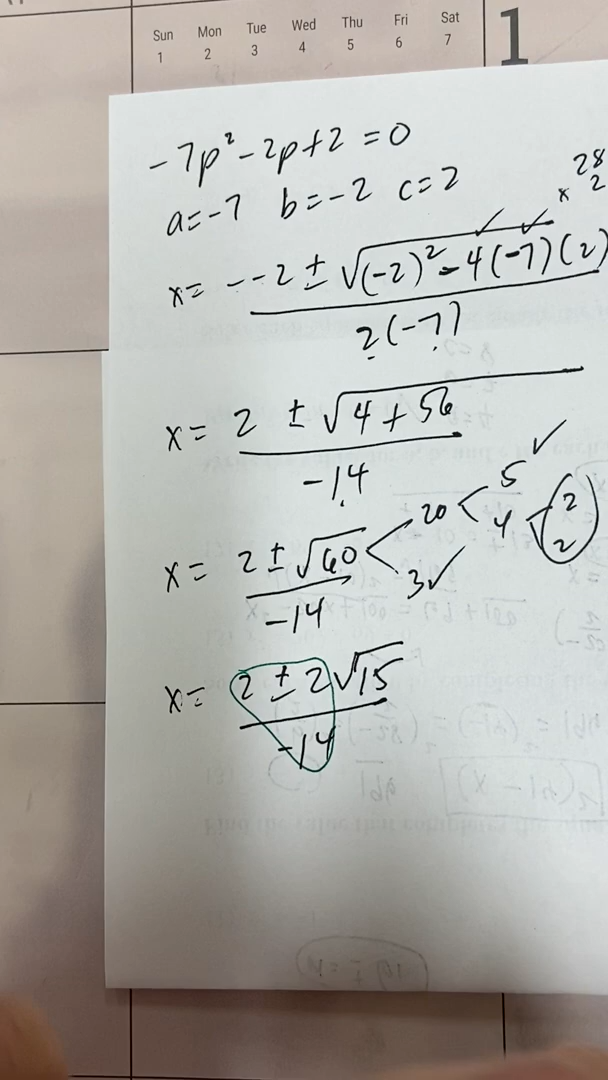 Sun Mon Tue Wed Thu Fri Sat
1 2 3 4 5 6 7
1
-7p² - 2p + 2 = 0
28
x 2
a = -7 b = -2 c = 2
x = - -2 ± √(-2)² - 4(-7)(2)
2(-7)
x = 2 ± √4 + 56
-14
x = 2 ± √60 < 20 < 5 ✓
4 < 2
2
3 ✓
-14
x = 2 ± 2√15
-14